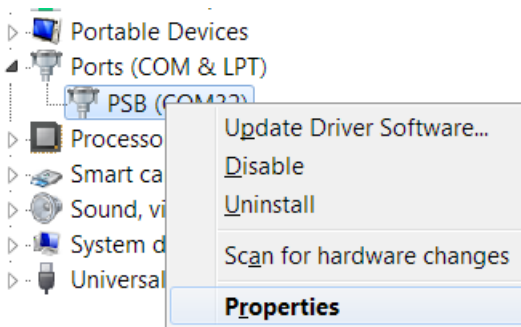 Portable Devices
Ports (COM & LPT)
PSB
Processo
Smart ca
Sound, vi
System d
Universal
Update Driver Software...
Disable
Uninstall
Scan for hardware changes
Properties